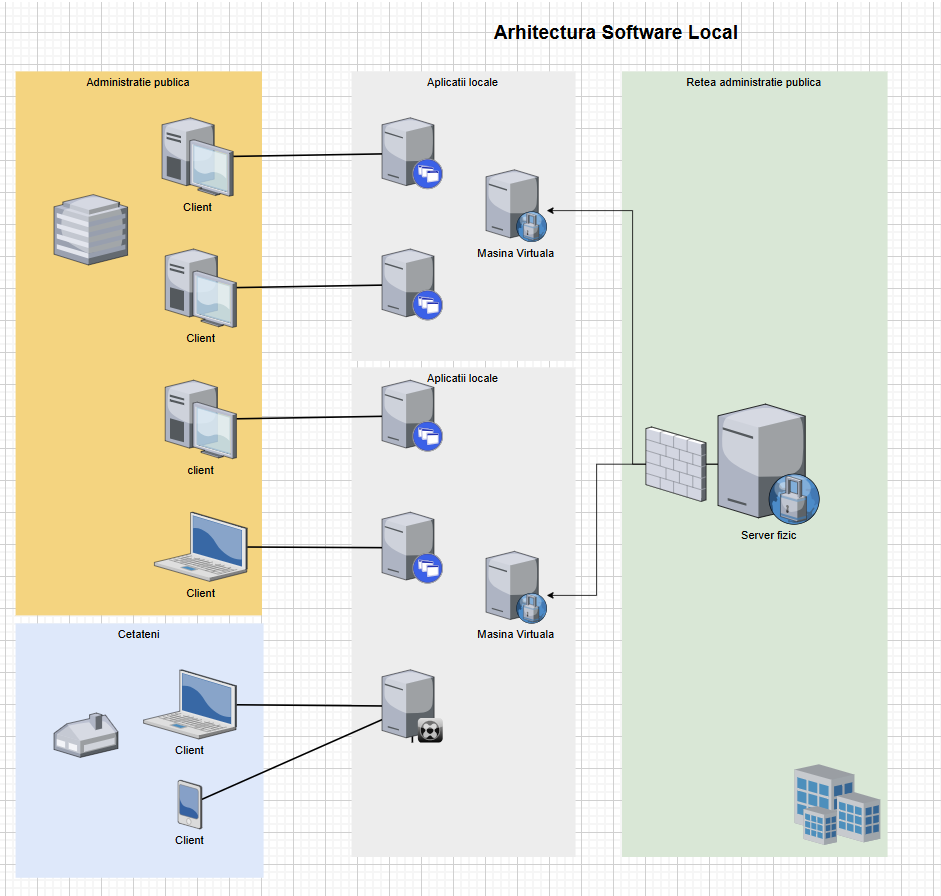 Arhitectura Software Local
Administratie publica
Aplicatii locale
Retea administratie publica
Client
Masina Virtuala
Client
Aplicatii locale
client
Server fizic
Client
Masina Virtuala
Cetateni
Client
Client